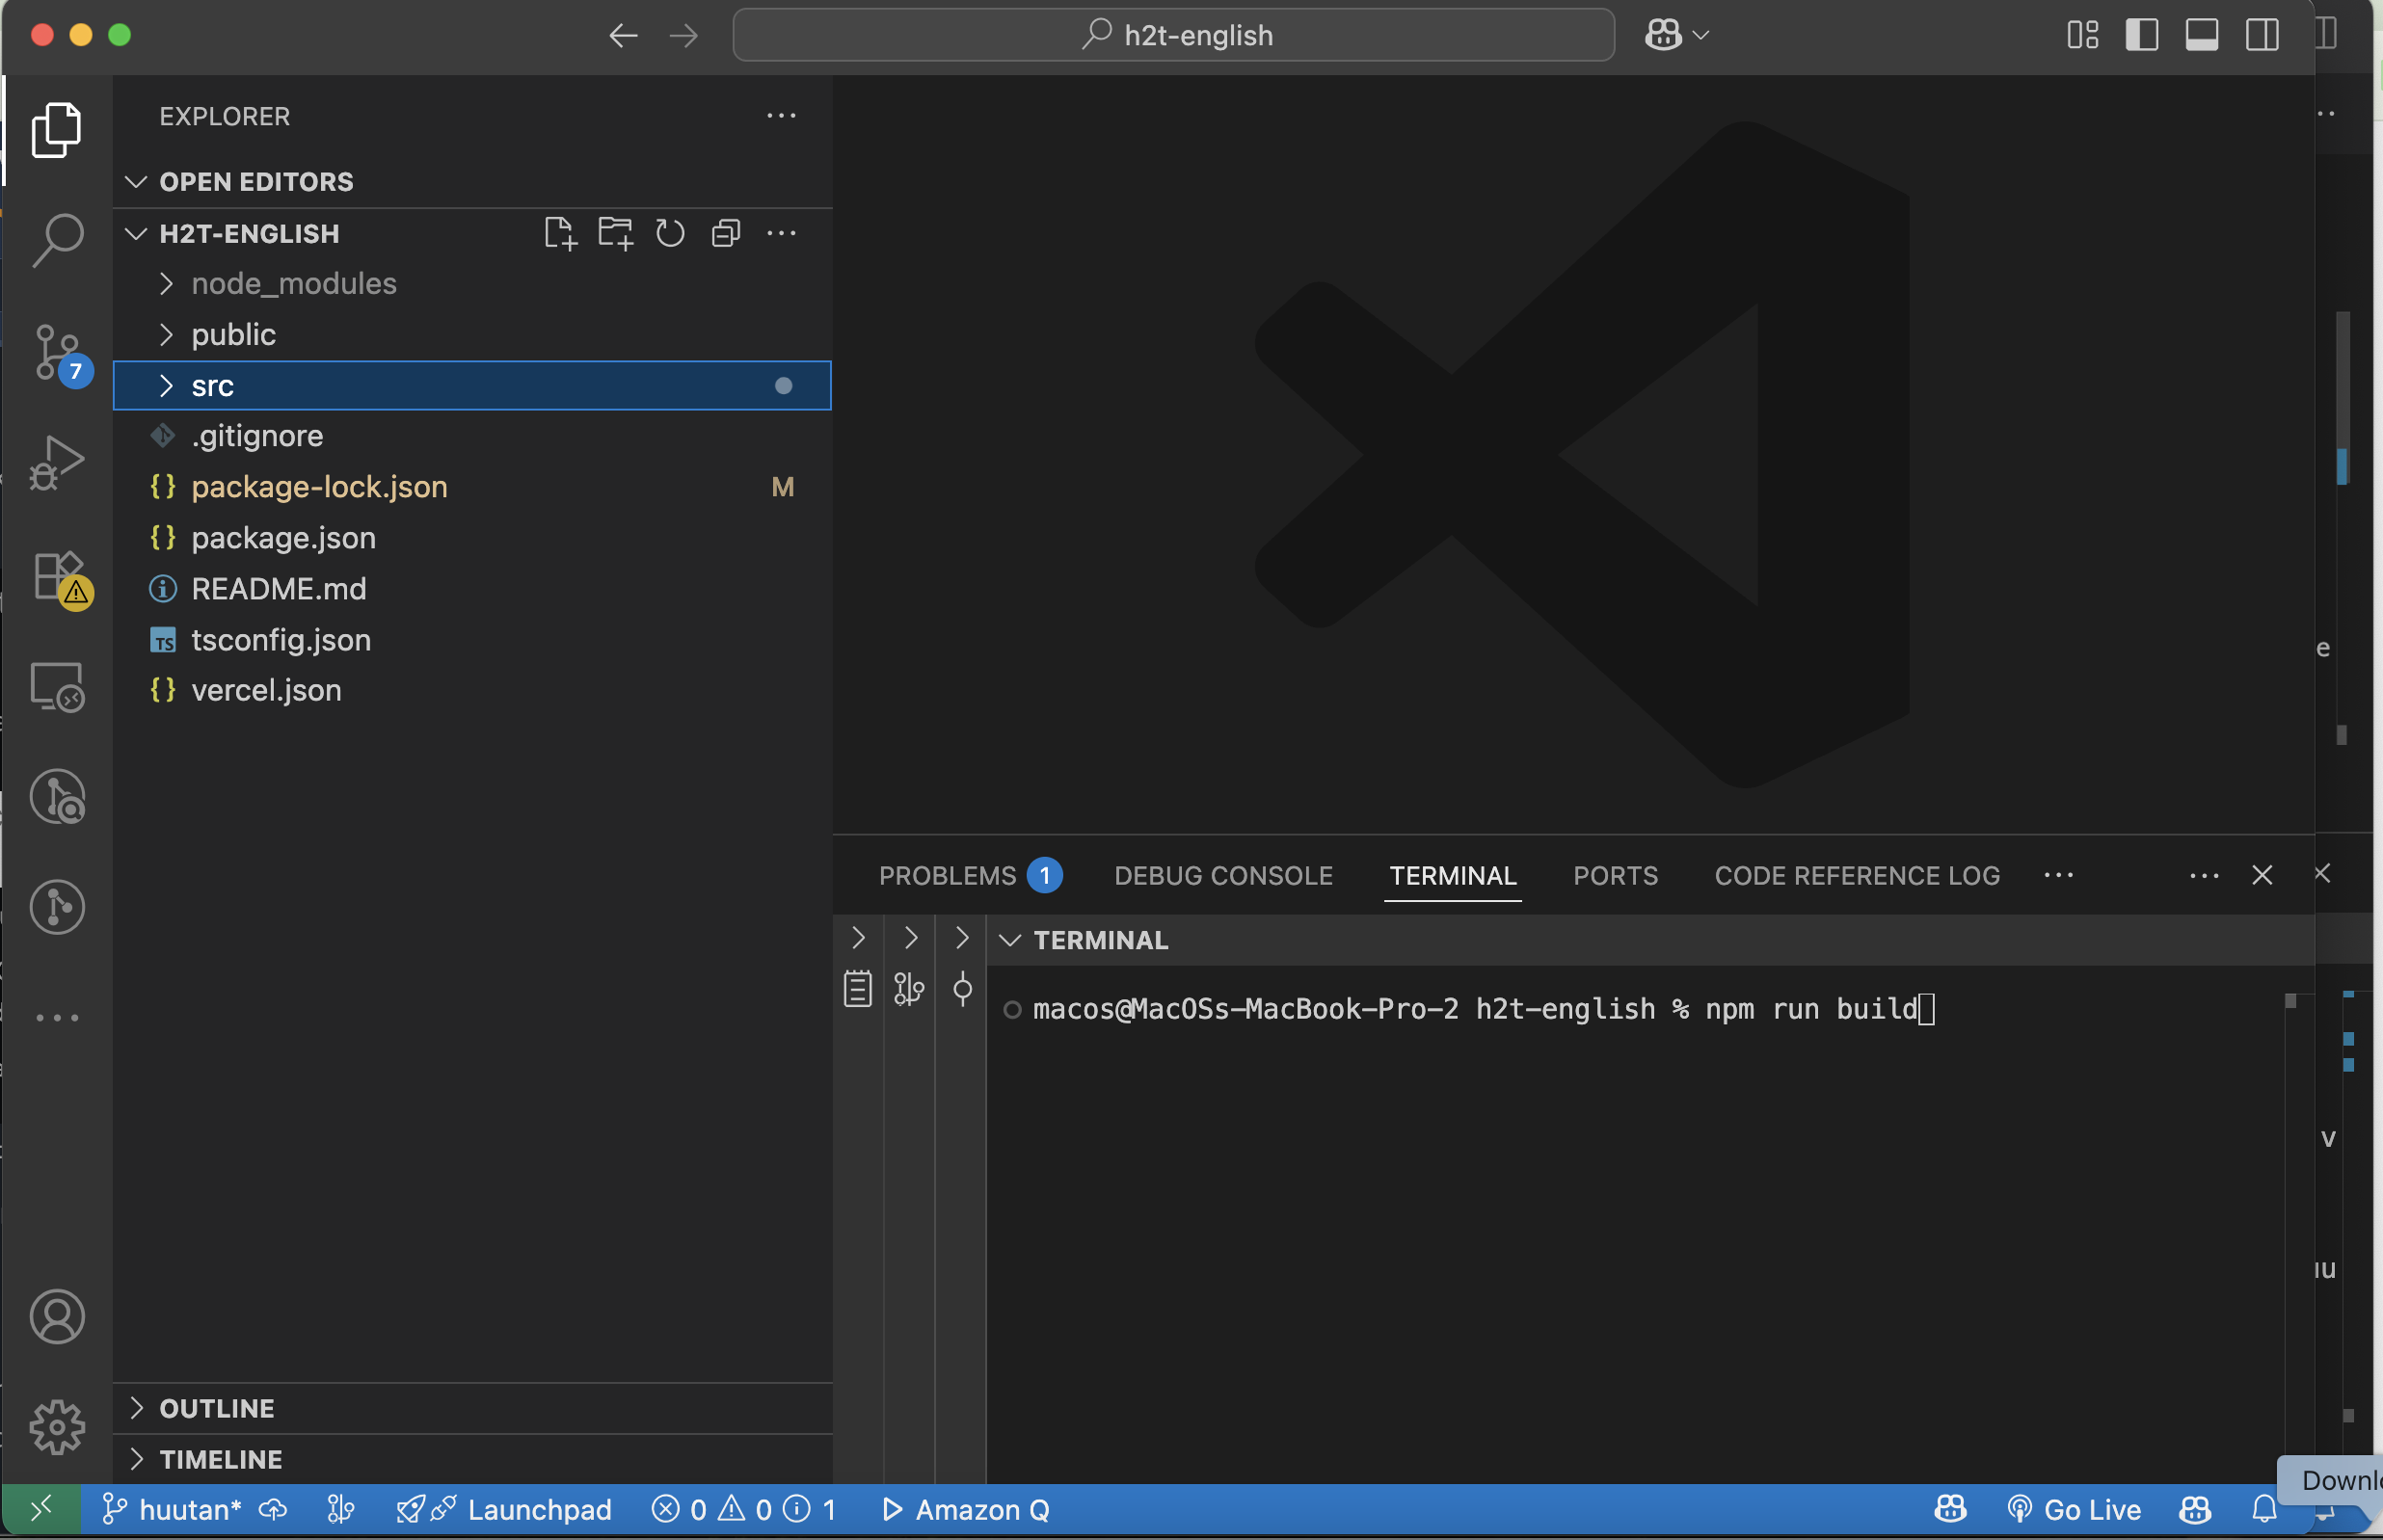 h2t-english
EXPLORER
OPEN EDITORS
H2T-ENGLISH
node_modules
public
7
src
.gitignore
package-lock.json M
package.json
README.md
TS tsconfig.json
vercel.json
e
PROBLEMS 1 DEBUG CONSOLE TERMINAL PORTS CODE REFERENCE LOG
TERMINAL
macos@MacOSs-MacBook-Pro-2 h2t-english % npm run build
v
OUTLINE
TIMELINE
huutan* Launchpad 0 0 1 Amazon Q Go Live